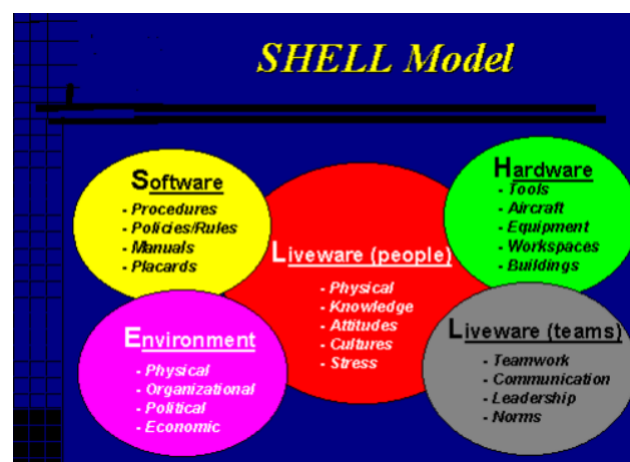 SHELL Model
Software
- Procedures
- Policies/Rules
- Manuals
- Placards
Hardware
- Tools
- Aircraft
- Equipment
- Workspaces
- Buildings
Liveware (people)
- Physical
- Knowledge
- Attitudes
- Cultures
- Stress
Environment
- Physical
- Organizational
- Political
- Economic
Liveware (teams)
- Teamwork
- Communication
- Leadership
- Norms